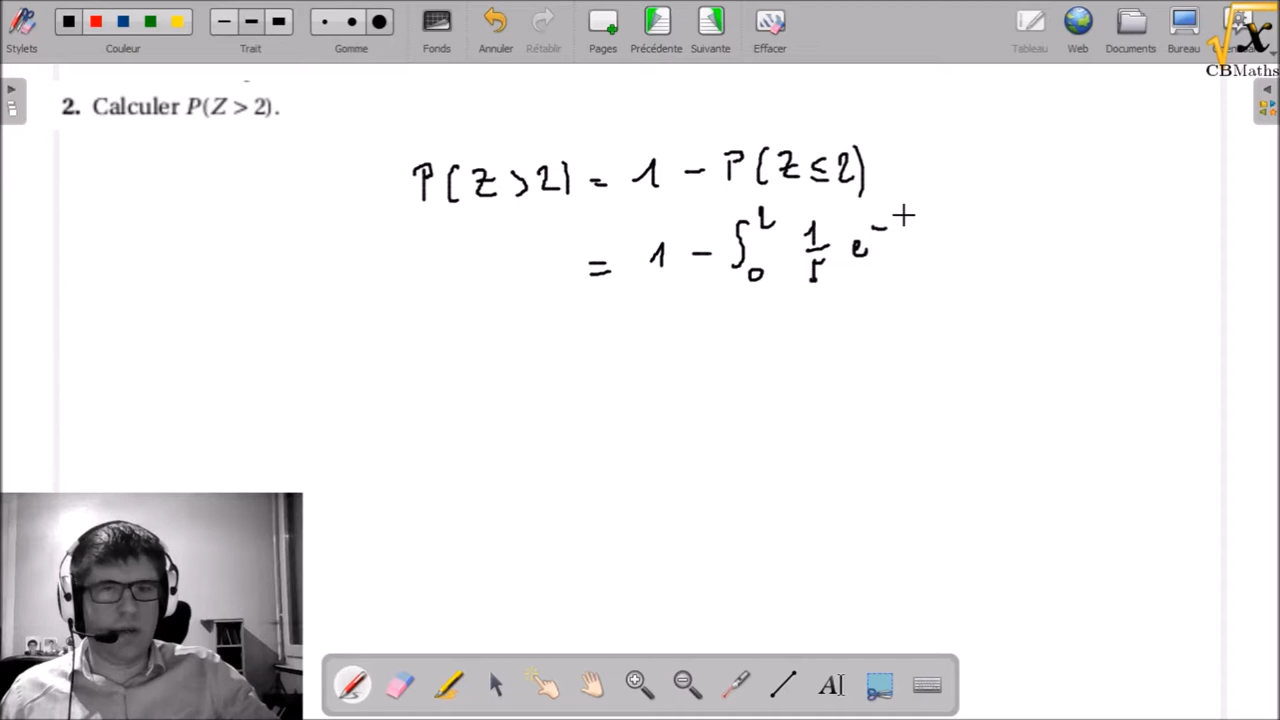 Stylets Couleur Trait Gomme Fonds Annuler Rétablir Pages Précédente Suivante Effacer Tableau Web Documents Bureau
CBMaths
2. Calculer P(Z > 2).
P(Z > 2) = 1 - P(Z ≤ 2)
= 1 - ∫₀² 1/5 e⁻